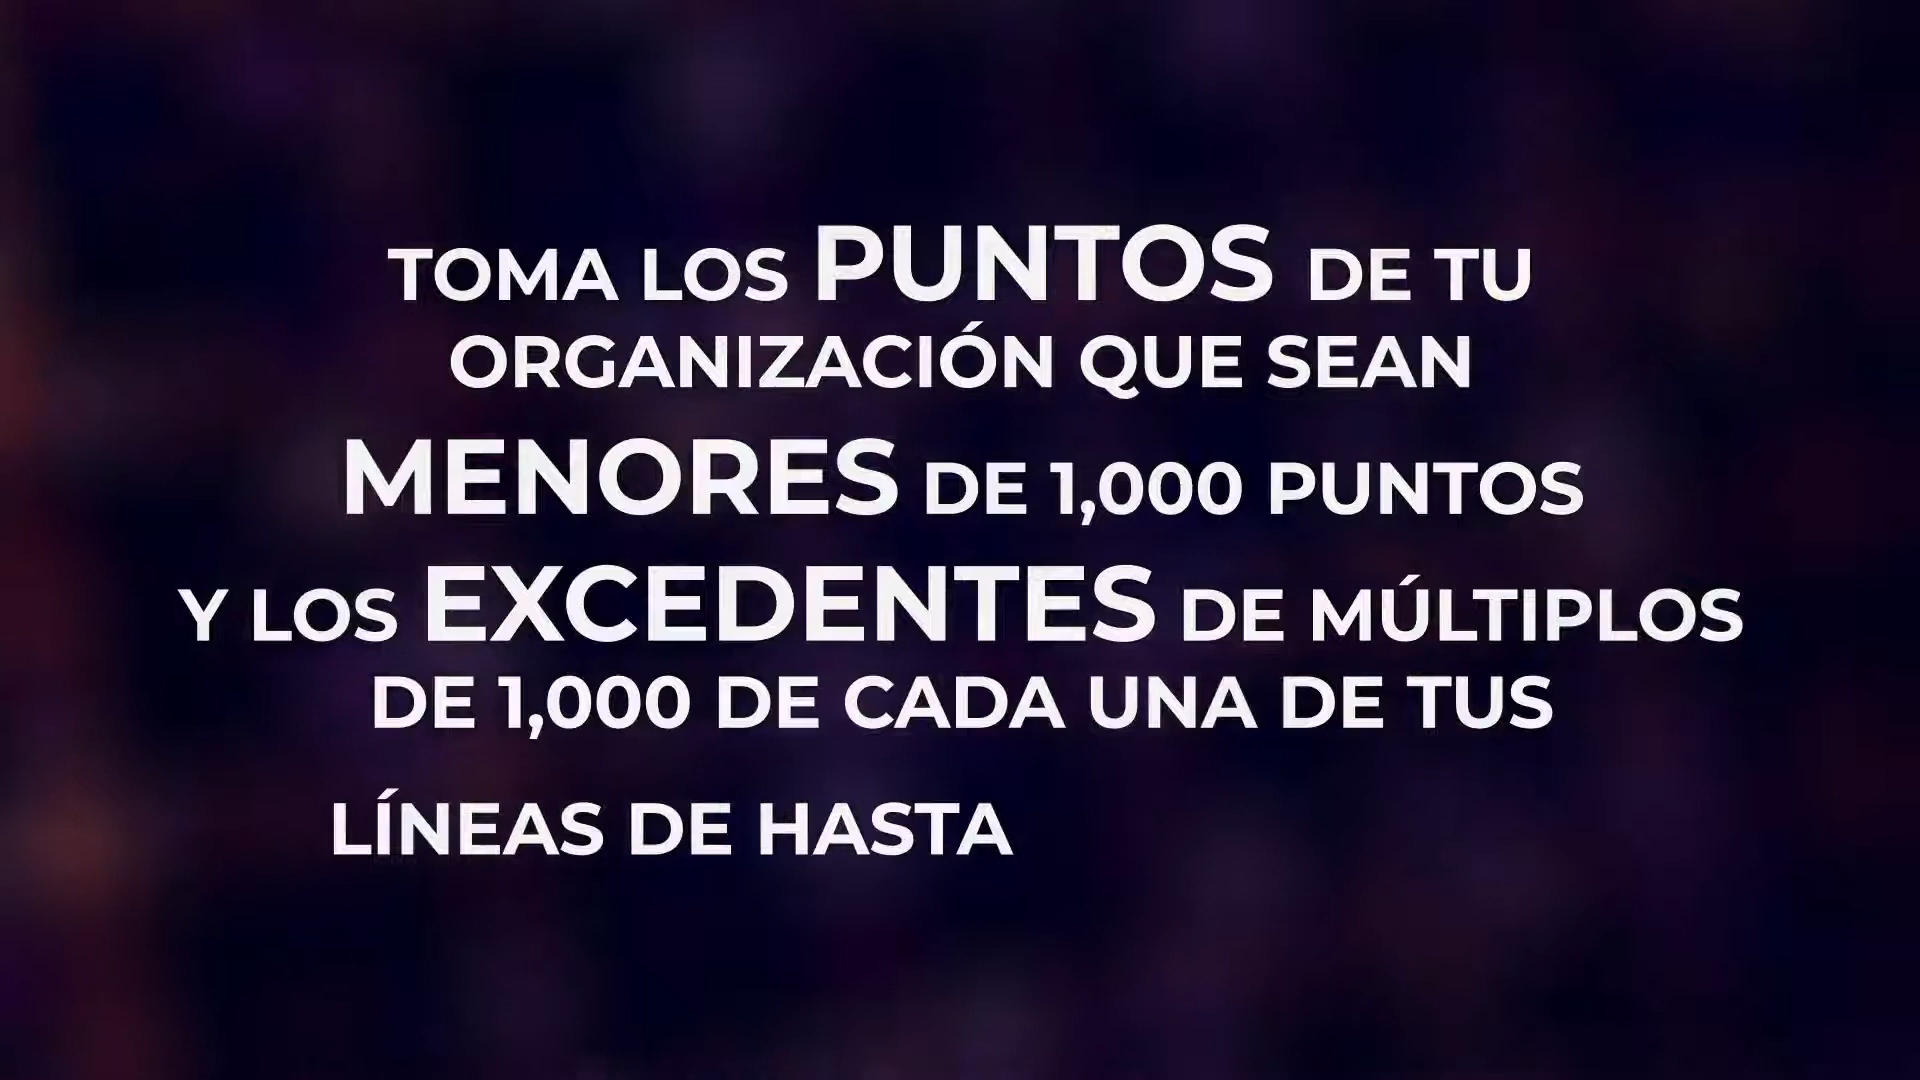 TOMA LOS PUNTOS DE TU
ORGANIZACIÓN QUE SEAN
MENORES DE 1,000 PUNTOS
Y LOS EXCEDENTES DE MÚLTIPLOS
DE 1,000 DE CADA UNA DE TUS
LÍNEAS DE HASTA